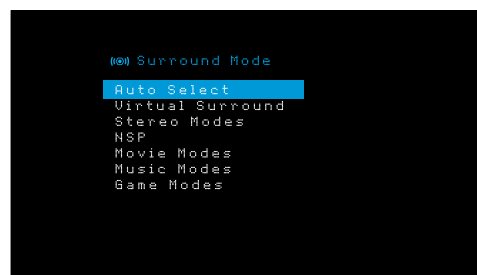 Surround Mode
Auto Select
Virtual Surround
Stereo Modes
NSP
Movie Modes
Music Modes
Game Modes